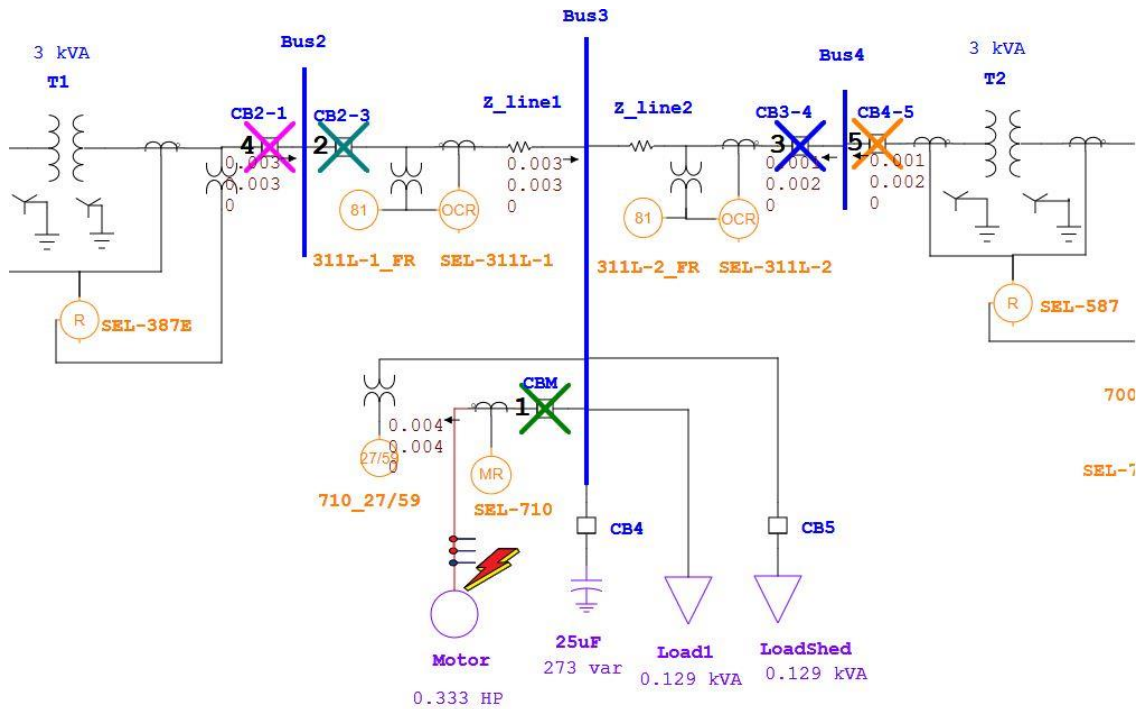 Bus3
3 kVA
T1
Bus2
Bus4
3 kVA
T2
CB2-1
CB2-3
Z_line1
Z_line2
CB3-4
CB4-5
4
2
3
5
0.003
0.003
0
0.003
0.003
0
0.002
0
0.001
0.002
0
81
OCR
81
OCR
311L-1_FR
SEL-311L-1
311L-2_FR
SEL-311L-2
R
SEL-387E
R
SEL-587
CBM
1
700
0.004
0.004
0
27/59
MR
710_27/59
SEL-710
SEL-7
CB4
CB5
Motor
25uF
273 var
Load1
0.129 kVA
LoadShed
0.129 kVA
0.333 HP